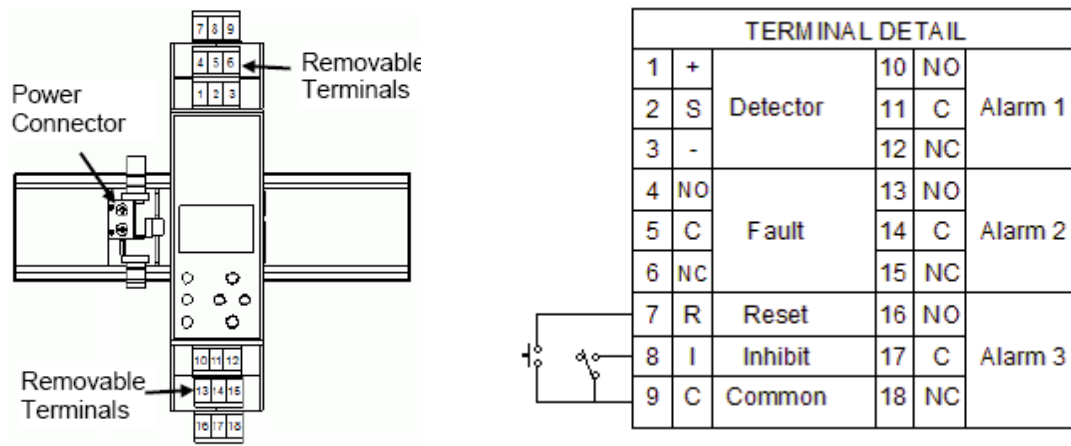 7 8 9
4 5 6
1 2 3
Removable
Terminals
Power
Connector
10 11 12
13 14 15
16 17 18
Removable
Terminals
TERMINAL DETAIL
1 + Detector 10 NO Alarm 1
2 S 11 C
3 - 12 NC
4 NO Fault 13 NO Alarm 2
5 C 14 C
6 NC 15 NC
7 R Reset 16 NO Alarm 3
8 I Inhibit 17 C
9 C Common 18 NC